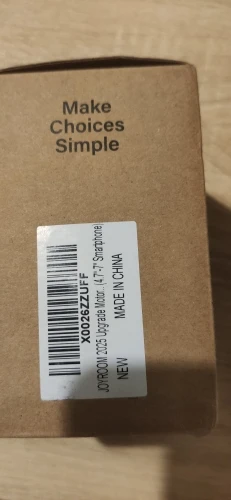 Make
Choices
Simple
X0026ZZUFF
JOYROOM 2025 Upgrade Motor...(4.7"-7" Smartphone)
MADE IN CHINA
NEW